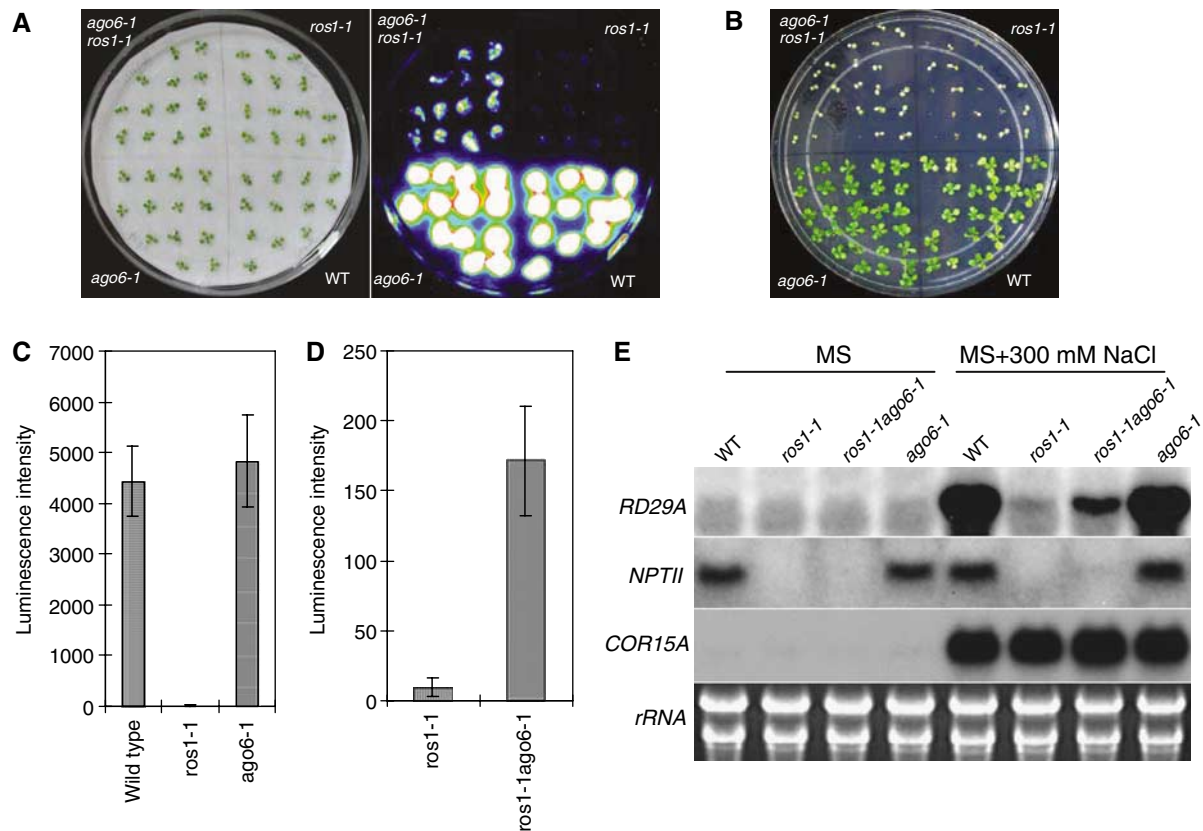 A
ago6-1
ros1-1
ros1-1
ago6-1
WT
ago6-1
ros1-1
ros1-1
WT
B
ago6-1
ros1-1
ros1-1
ago6-1
WT
C
7000
6000
5000
4000
3000
2000
1000
0
Luminescence intensity
Wild type
ros1-1
ago6-1
D
250
200
150
100
50
0
Luminescence intensity
ros1-1
ros1-1ago6-1
E
MS
MS+300 mM NaCl
WT
ros1-1
ros1-1ago6-1
ago6-1
WT
ros1-1
ros1-1ago6-1
ago6-1
RD29A
NPTII
COR15A
rRNA